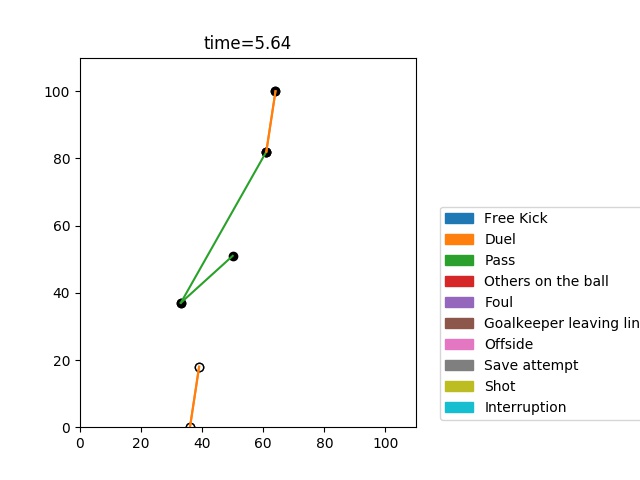 time=5.64
100
80
60
40
20
0
0 20 40 60 80 100
Free Kick
Duel
Pass
Others on the ball
Foul
Goalkeeper leaving lin
Offside
Save attempt
Shot
Interruption